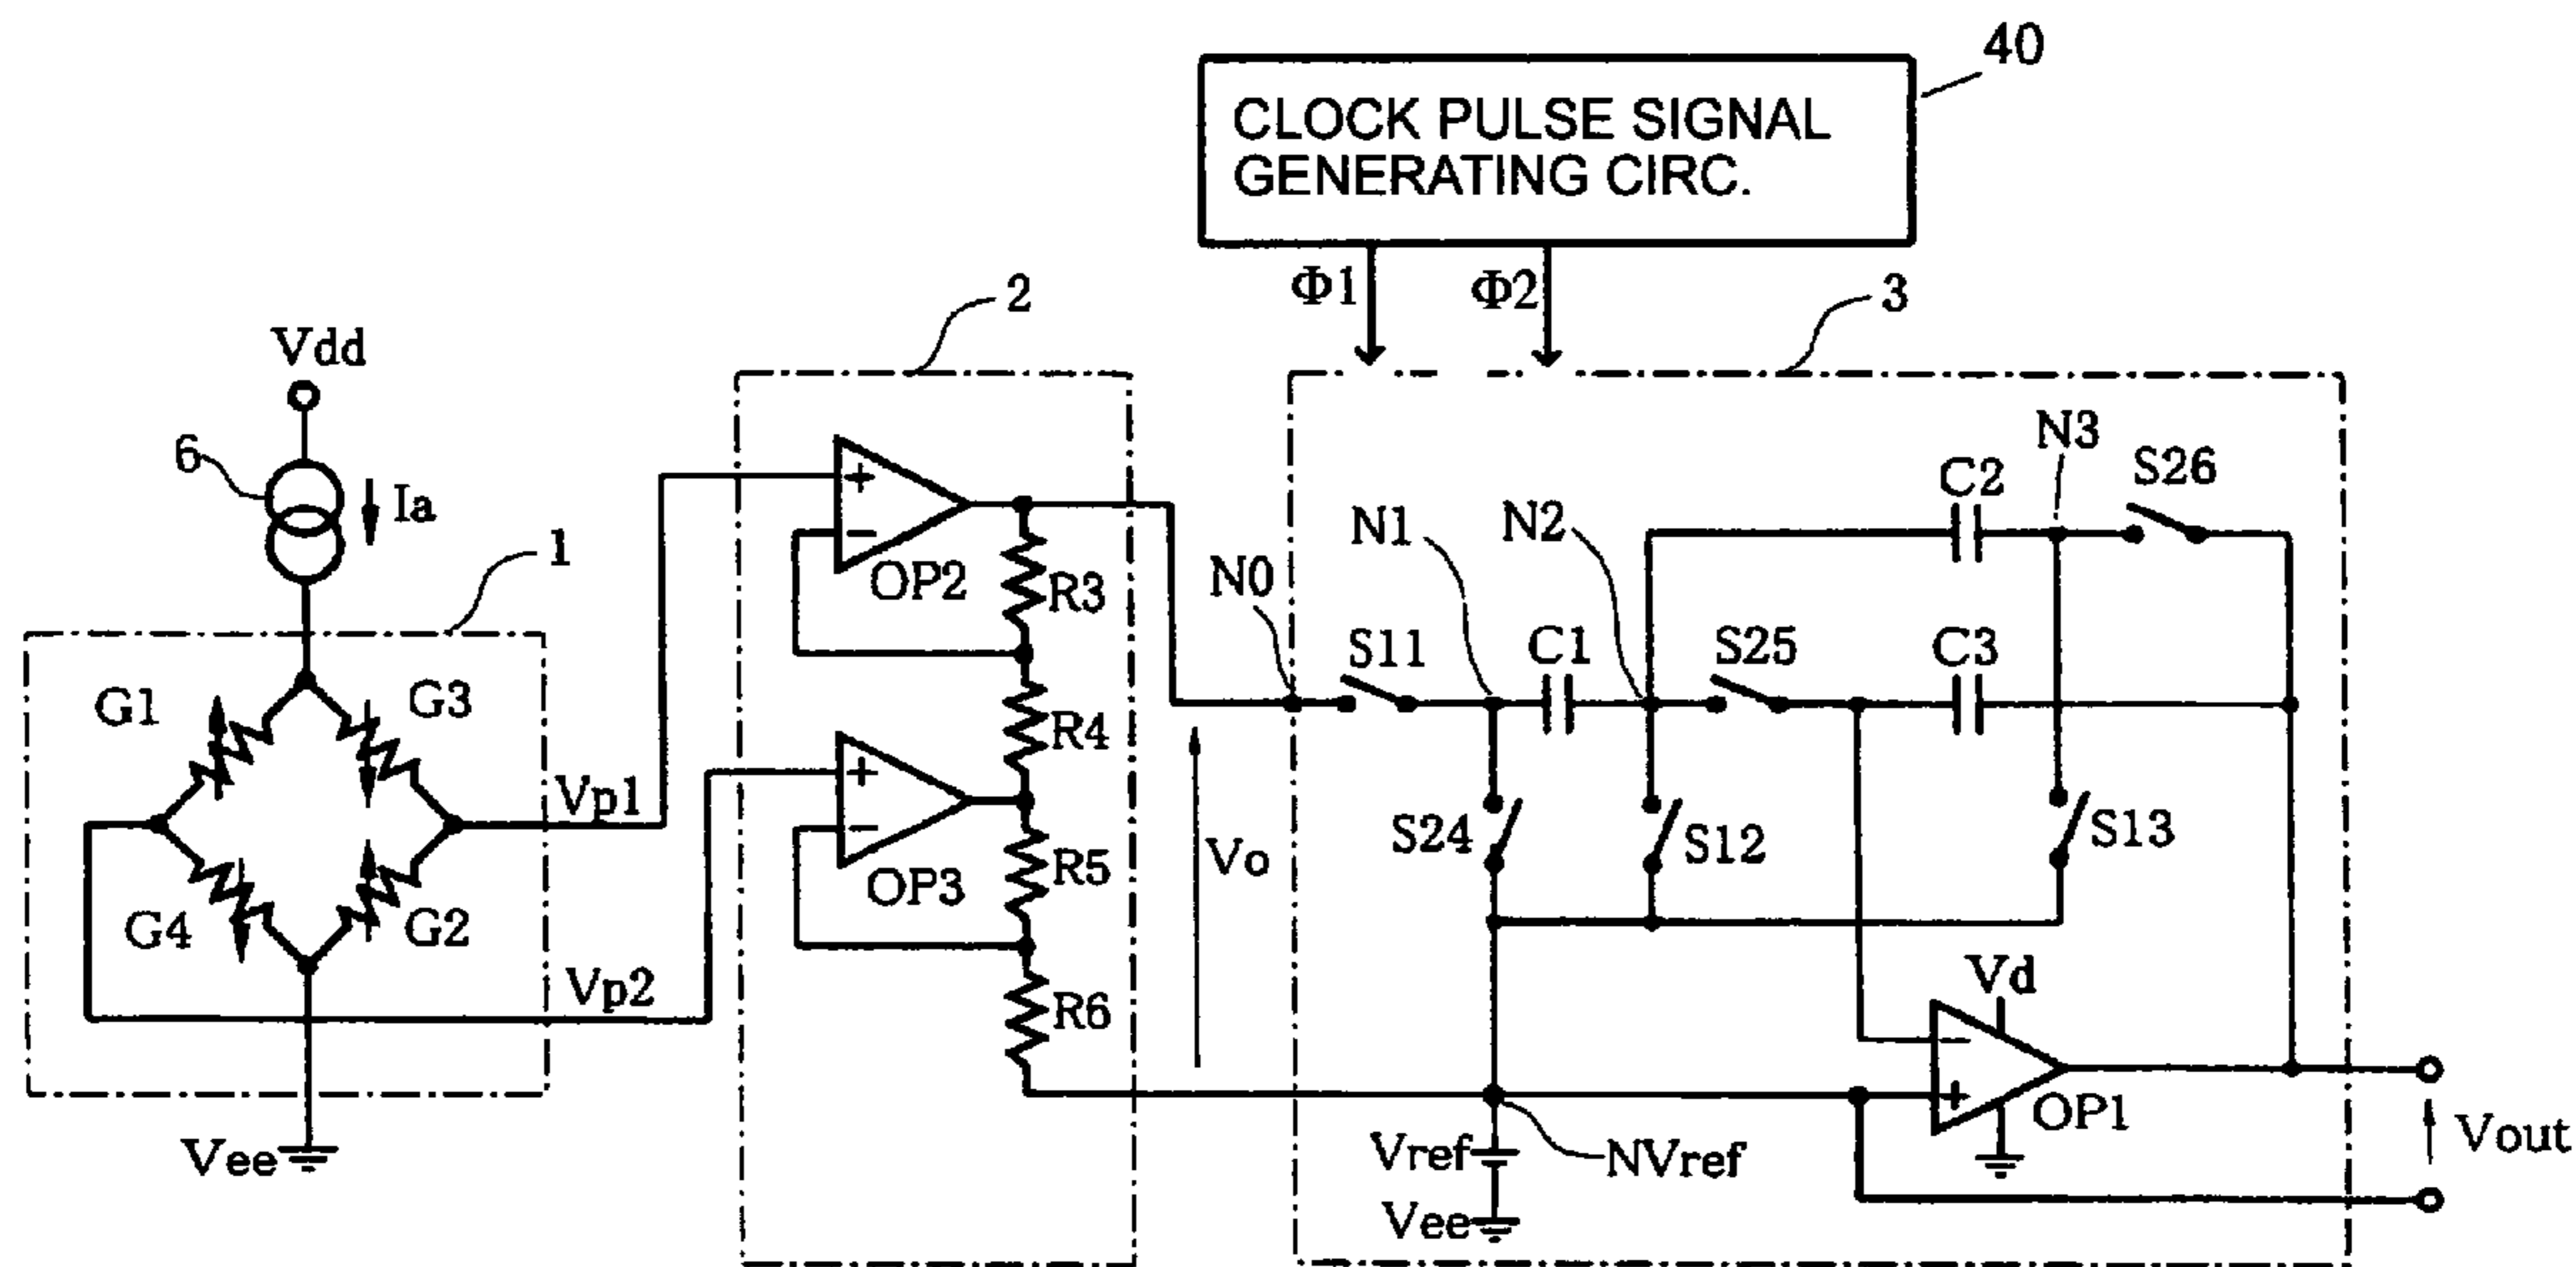 40
CLOCK PULSE SIGNAL
GENERATING CIRC.
Φ1
Φ2
2
3
Vdd
6
Ia
1
G1
G3
G4
G2
Vp1
Vp2
Vee
+
−
OP2
R3
R4
+
−
OP3
R5
R6
N0
Vo
N1
N2
N3
S11
C1
S25
C2
S26
C3
S24
S12
S13
Vd
−
+
OP1
Vref
NVref
Vee
Vout